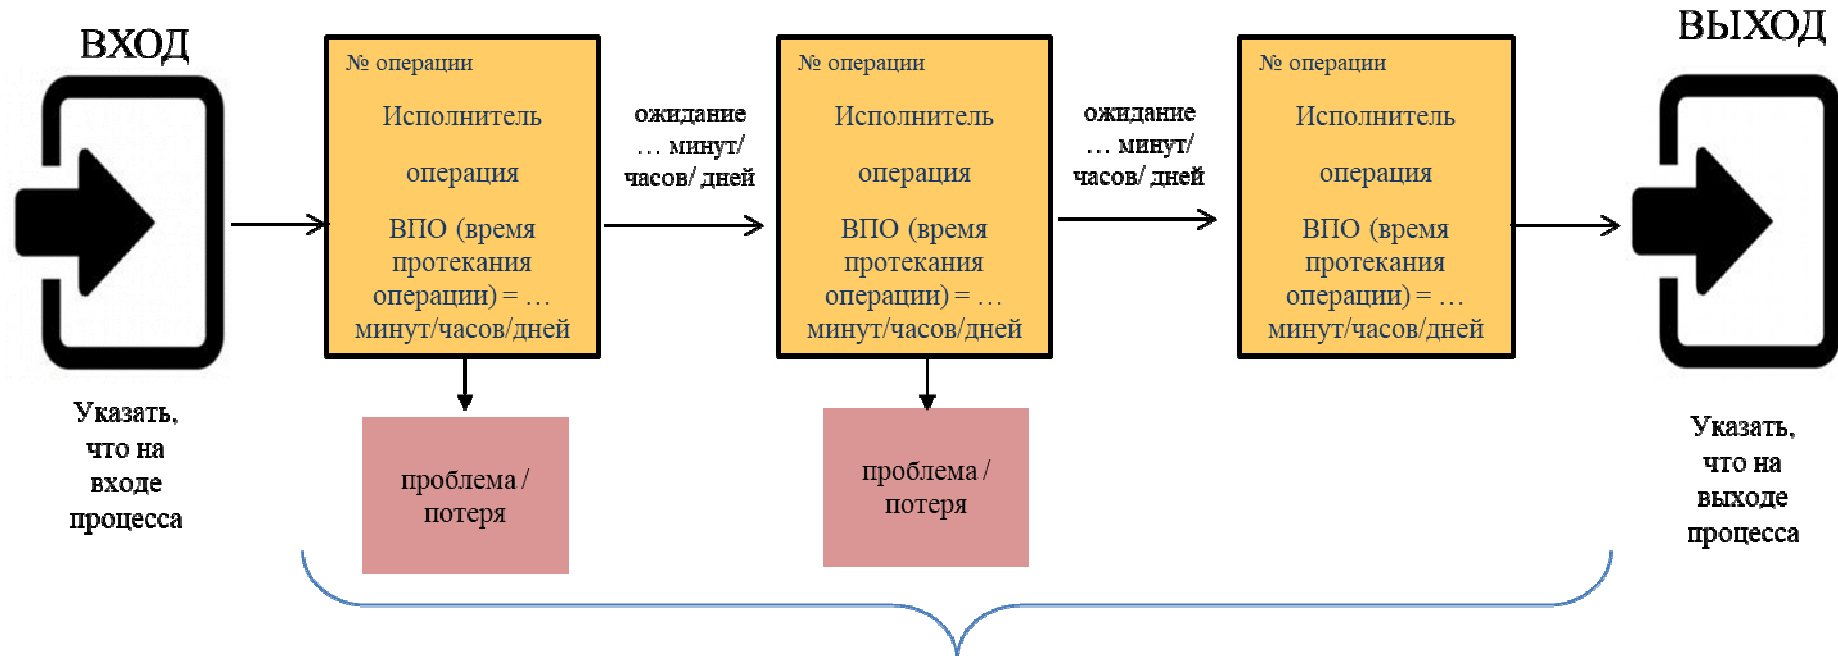 ВХОД
Указать,
что на
входе
процесса
№ операции
Исполнитель
операция
ВПО (время
протекания
операции) = …
минут/часов/дней
проблема /
потеря
ожидание
… минут/
часов/ дней
№ операции
Исполнитель
операция
ВПО (время
протекания
операции) = …
минут/часов/дней
проблема /
потеря
ожидание
… минут/
часов/ дней
№ операции
Исполнитель
операция
ВПО (время
протекания
операции) = …
минут/часов/дней
ВЫХОД
Указать,
что на
выходе
процесса